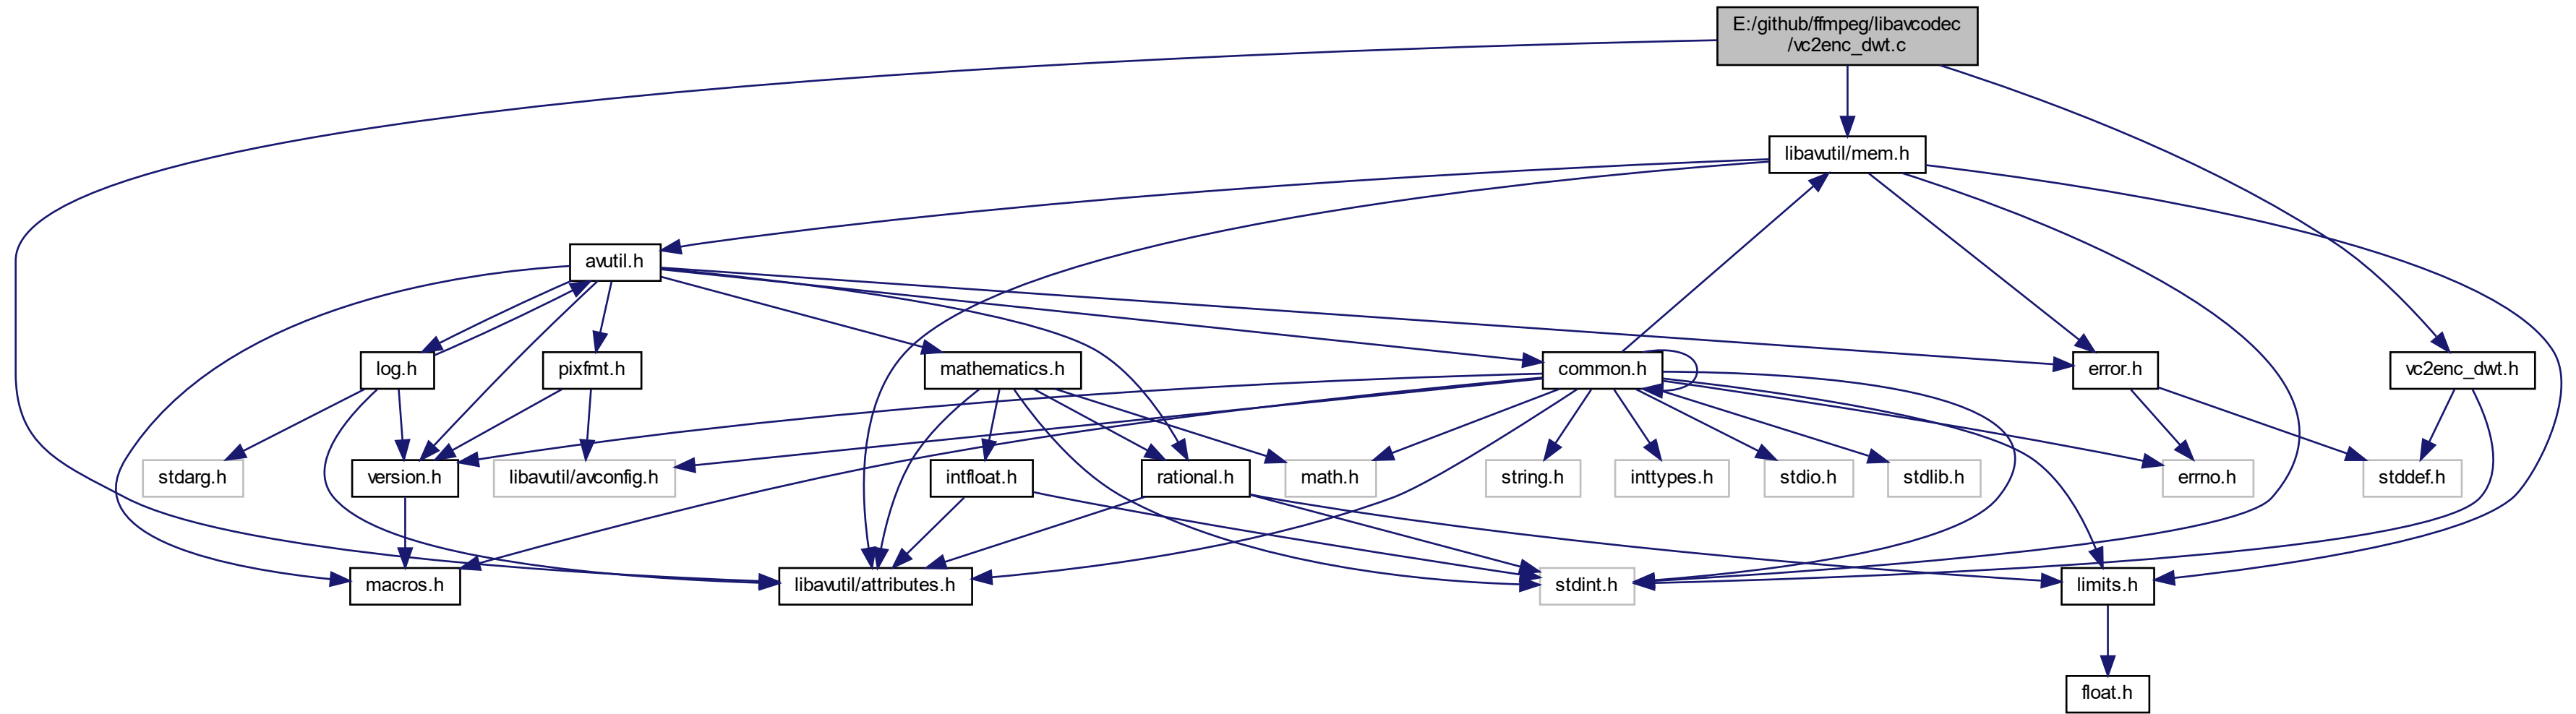 E:/github/ffmpeg/libavcodec
/vc2enc_dwt.c
libavutil/mem.h
avutil.h
log.h
pixfmt.h
mathematics.h
common.h
error.h
vc2enc_dwt.h
stdarg.h
version.h
libavutil/avconfig.h
intfloat.h
rational.h
math.h
string.h
inttypes.h
stdio.h
stdlib.h
errno.h
stddef.h
macros.h
libavutil/attributes.h
stdint.h
limits.h
float.h